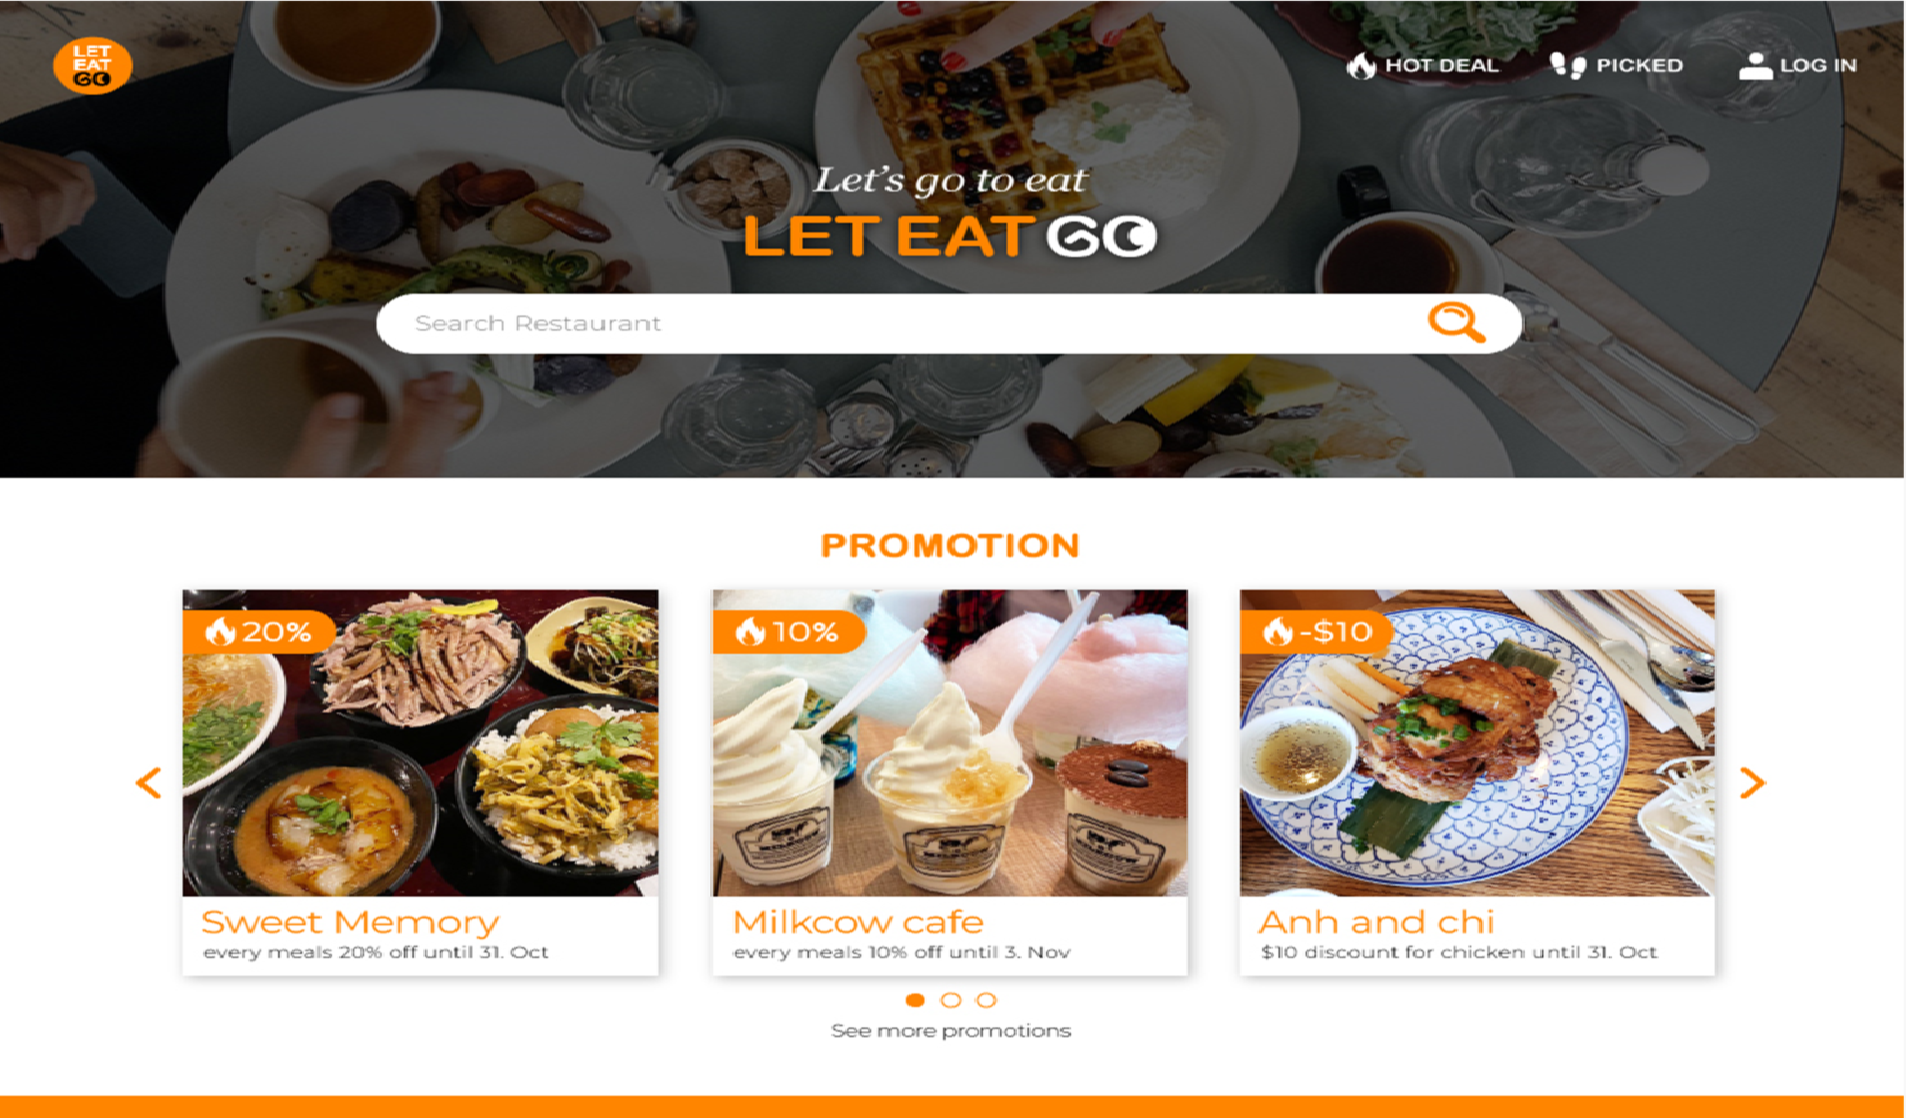 LET
EAT
GO
HOT DEAL
PICKED
LOG IN
Let's go to eat
LET EAT GO
Search Restaurant
PROMOTION
20%
10%
-$10
Sweet Memory
every meals 20% off until 31. Oct
Milkcow cafe
every meals 10% off until 3. Nov
Anh and chi
$10 discount for chicken until 31. Oct
See more promotions